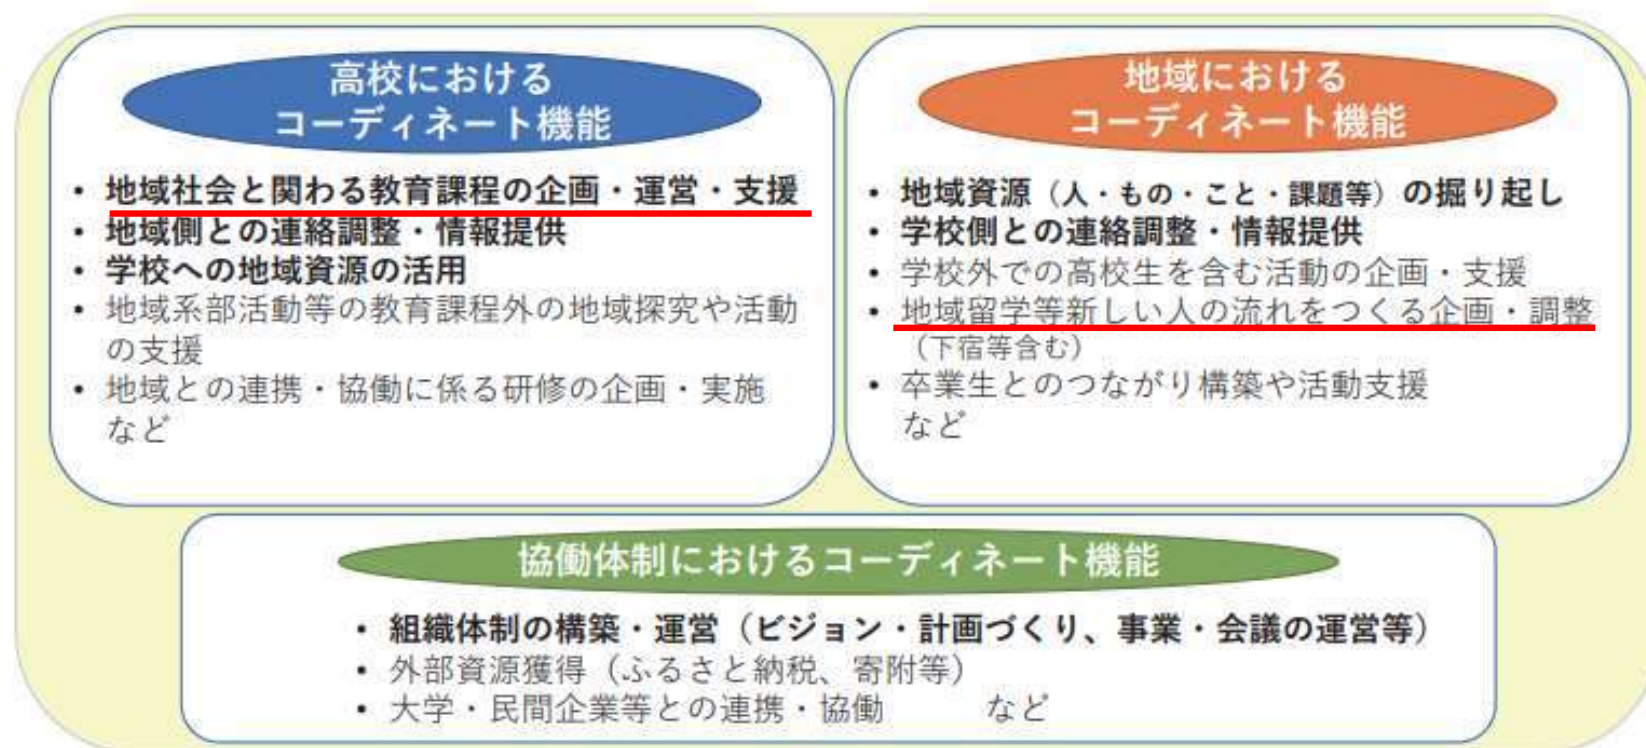 高校における
コーディネート機能
・地域社会と関わる教育課程の企画・運営・支援
・地域側との連絡調整・情報提供
・学校への地域資源の活用
・地域系部活動等の教育課程外の地域探究や活動
の支援
・地域との連携・協働に係る研修の企画・実施
など
地域における
コーディネート機能
・地域資源（人・もの・こと・課題等）の掘り起し
・学校側との連絡調整・情報提供
・学校外での高校生を含む活動の企画・支援
・地域留学等新しい人の流れをつくる企画・調整
（下宿等含む）
・卒業生とのつながり構築や活動支援
など
協働体制におけるコーディネート機能
・組織体制の構築・運営（ビジョン・計画づくり、事業・会議の運営等）
・外部資源獲得（ふるさと納税、寄附等）
・大学・民間企業等との連携・協働　　　など